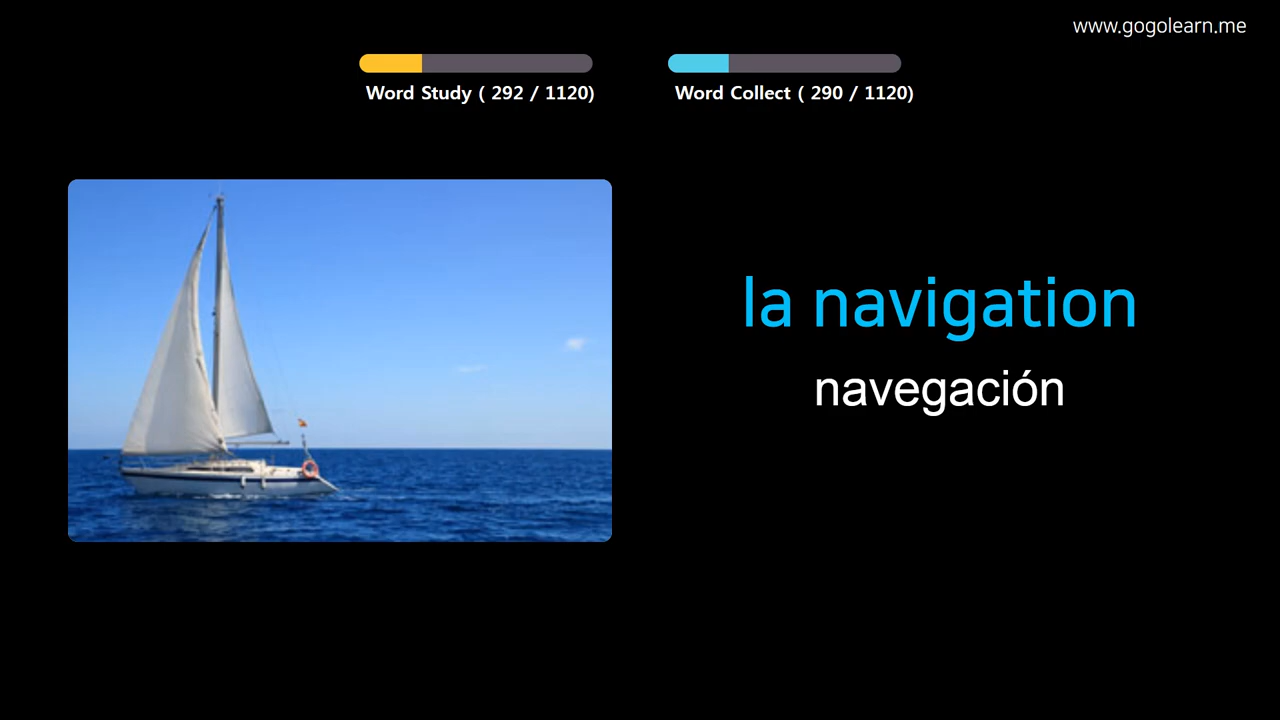 www.gogolearn.me
Word Study ( 292 / 1120)
Word Collect ( 290 / 1120)
la navigation
navegación